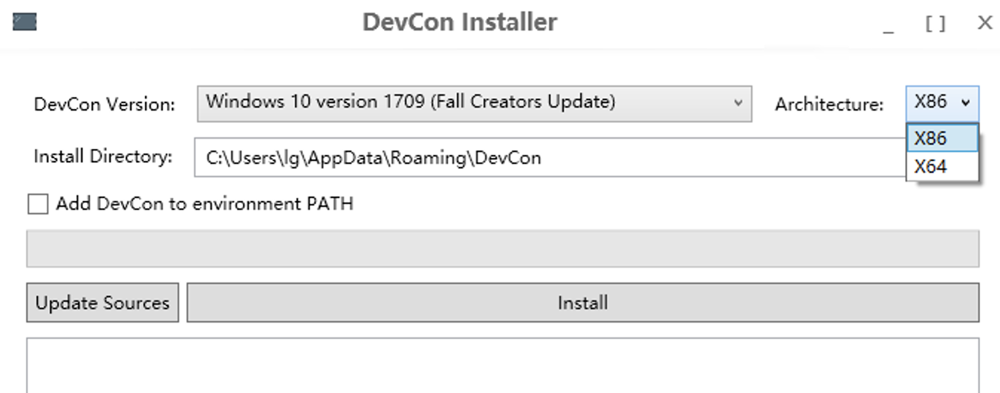 DevCon Installer
_ [ ] X
DevCon Version: Windows 10 version 1709 (Fall Creators Update) Architecture: X86
X86
Install Directory: C:\Users\lg\AppData\Roaming\DevCon
X64
Add DevCon to environment PATH
Update Sources Install